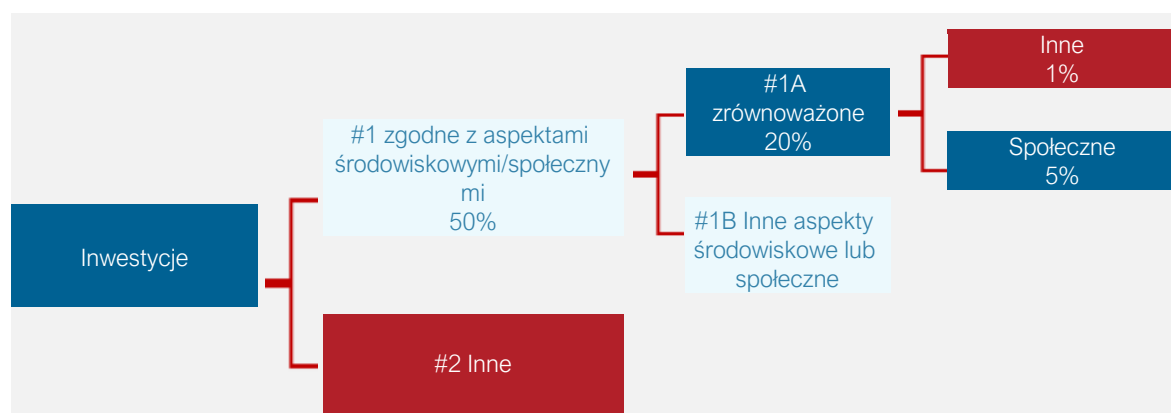 Inwestycje
#1 zgodne z aspektami
środowiskowymi/społeczny
mi
50%
#2 Inne
#1A
zrównoważone
20%
#1B Inne aspekty
środowiskowe lub
społeczne
Inne
1%
Społeczne
5%